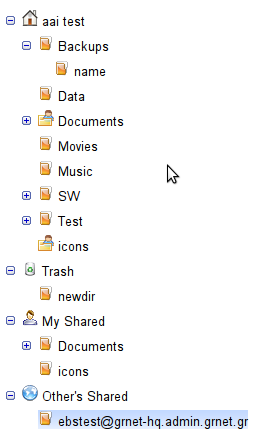 aai test
Backups
name
Data
Documents
Movies
Music
SW
Test
icons
Trash
newdir
My Shared
Documents
icons
Other's Shared
ebstest@grnet-hq.admin.grnet.gr